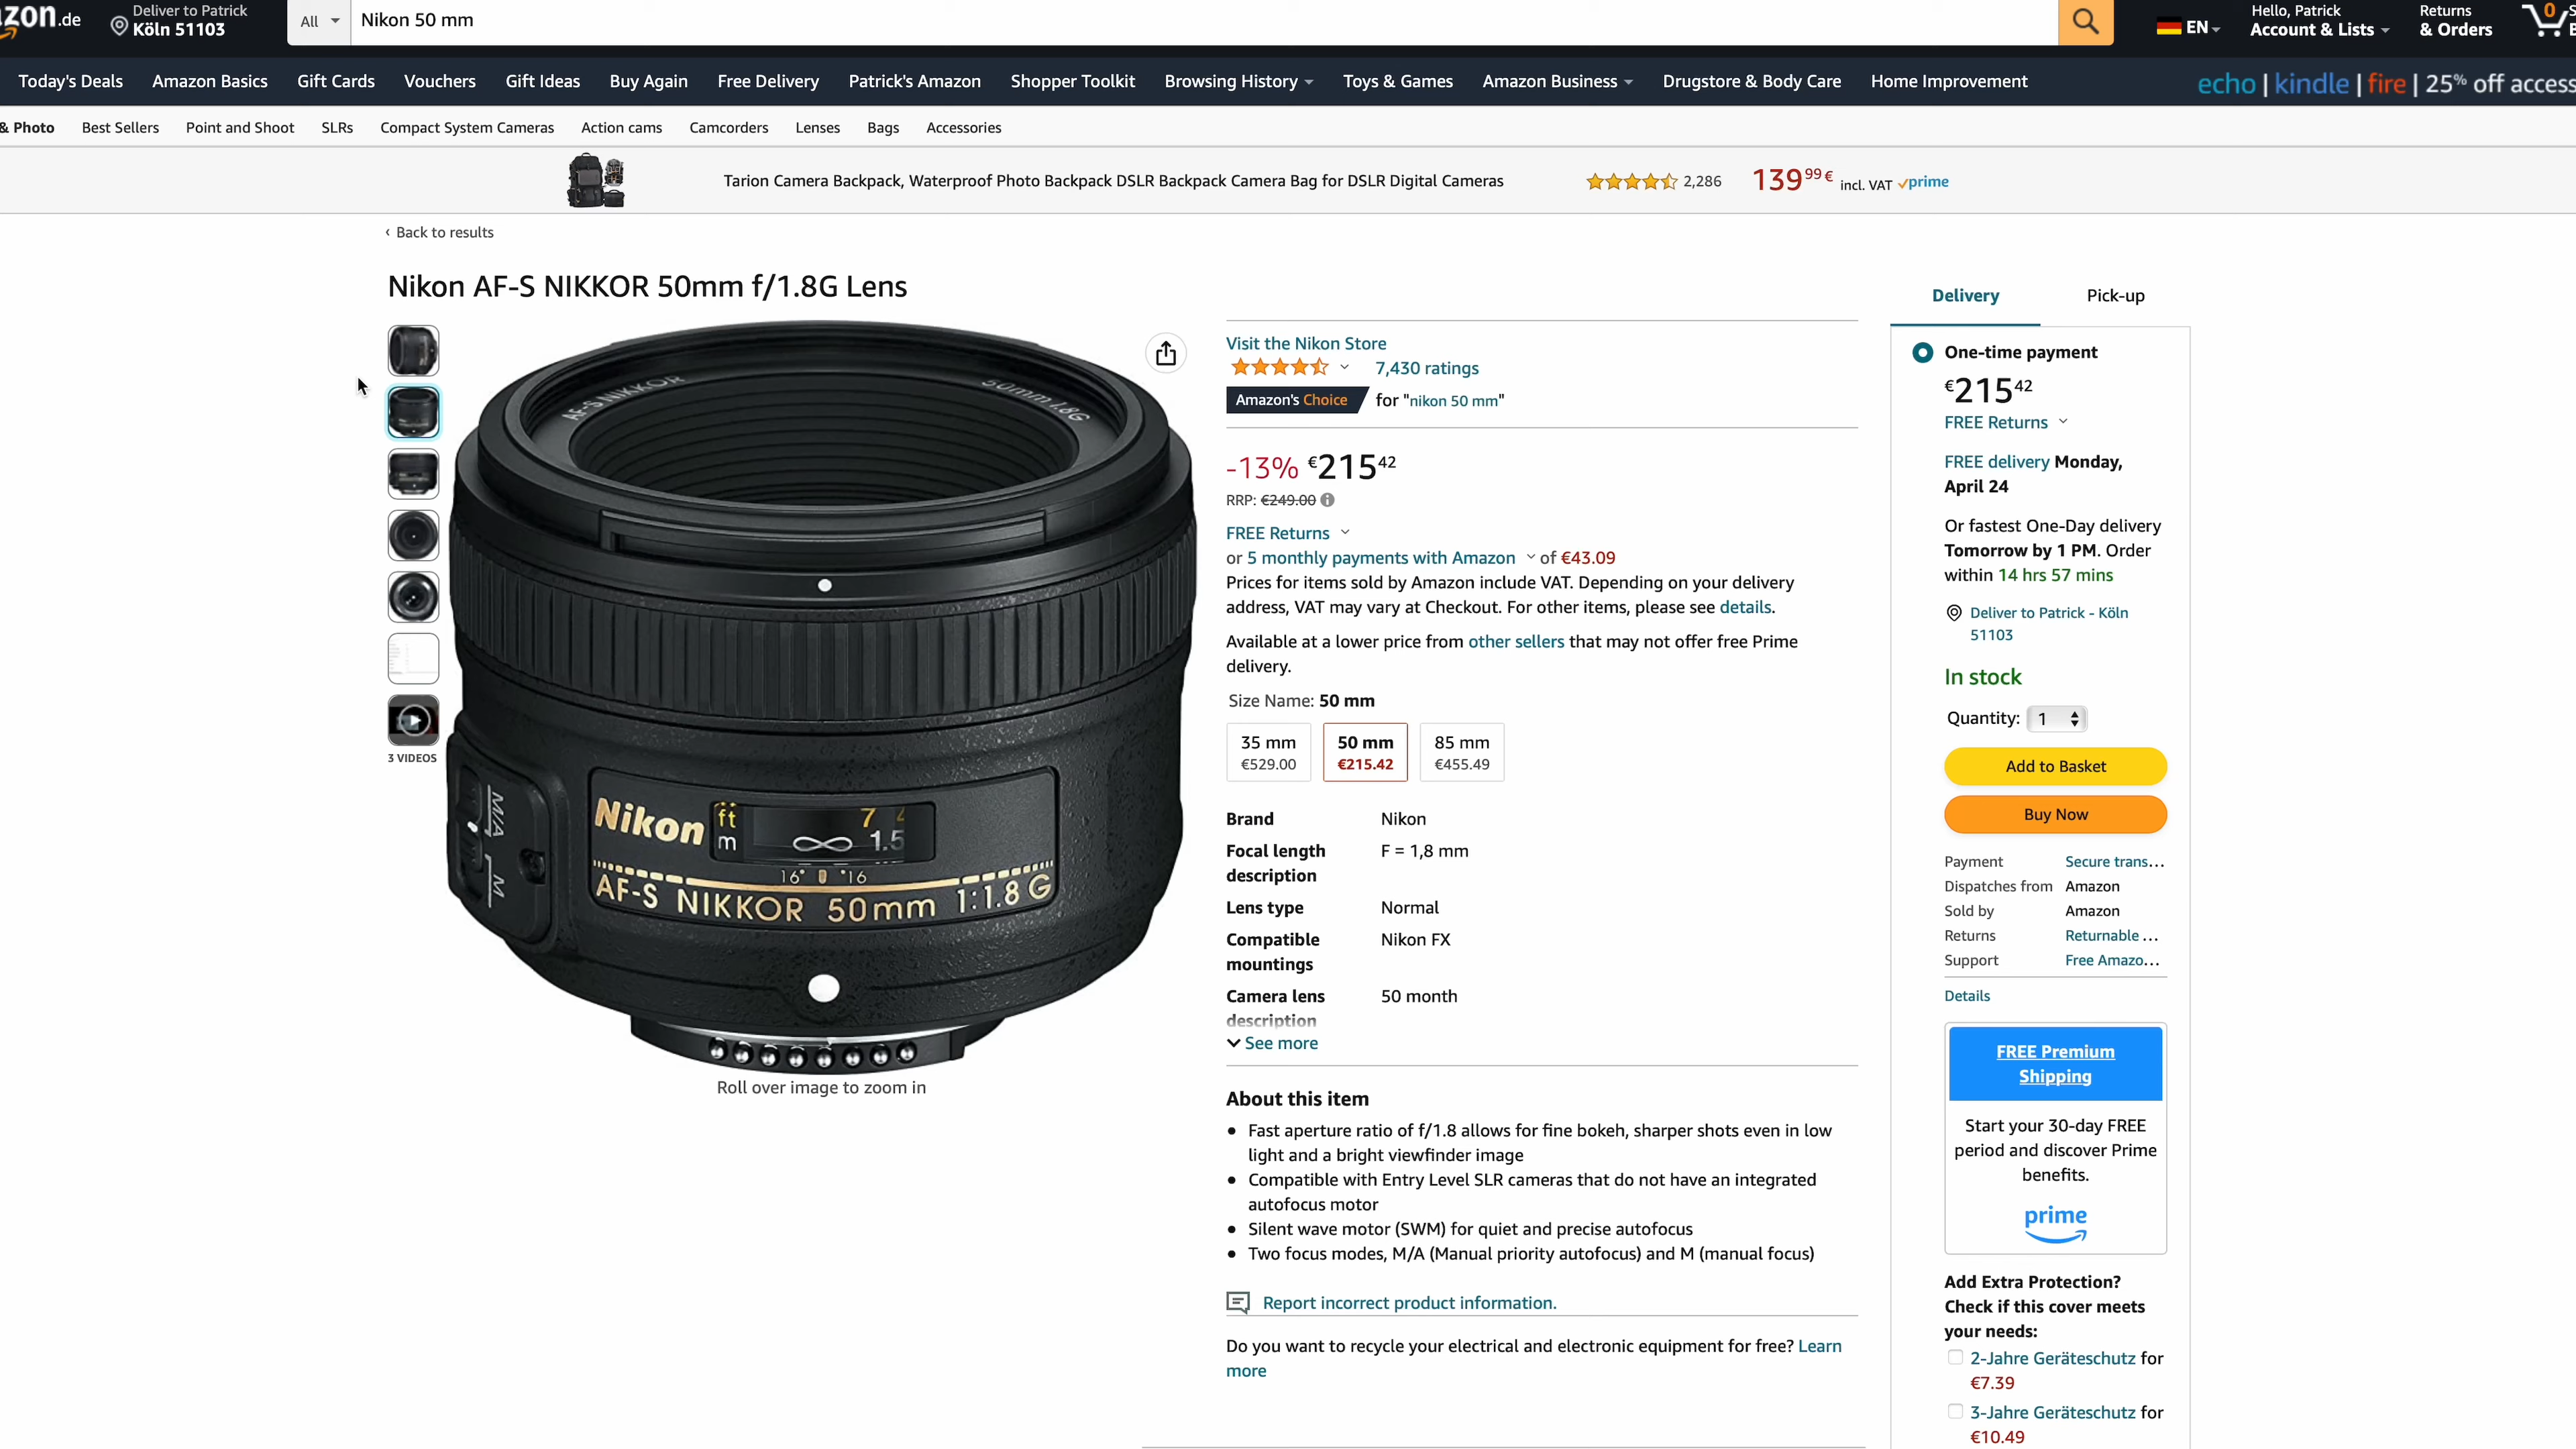 zon.de
Deliver to Patrick
Köln 51103
All
Nikon 50 mm
EN
Hello, Patrick
Account & Lists
Returns
& Orders
0
Today's Deals
Amazon Basics
Gift Cards
Vouchers
Gift Ideas
Buy Again
Free Delivery
Patrick's Amazon
Shopper Toolkit
Browsing History
Toys & Games
Amazon Business
Drugstore & Body Care
Home Improvement
echo | kindle | fire | 25% off access
& Photo
Best Sellers
Point and Shoot
SLRs
Compact System Cameras
Action cams
Camcorders
Lenses
Bags
Accessories
Tarion Camera Backpack, Waterproof Photo Backpack DSLR Backpack Camera Bag for DSLR Digital Cameras
2,286
139 99 € incl. VAT prime
‹ Back to results
Nikon AF-S NIKKOR 50mm f/1.8G Lens
3 VIDEOS
AF-S NIKKOR
50mm 1.8G
M/A
M
Nikon
ft
m
7
∞ 1.5
16 16
AF-S NIKKOR 50mm 1:1.8 G
Roll over image to zoom in
Visit the Nikon Store
7,430 ratings
Amazon's Choice for "nikon 50 mm"
-13% €215 42
RRP: €249.00
FREE Returns
or 5 monthly payments with Amazon of €43.09
Prices for items sold by Amazon include VAT. Depending on your delivery
address, VAT may vary at Checkout. For other items, please see details.
Available at a lower price from other sellers that may not offer free Prime
delivery.
Size Name: 50 mm
35 mm
€529.00
50 mm
€215.42
85 mm
€455.49
Brand Nikon
Focal length F = 1,8 mm
description
Lens type Normal
Compatible Nikon FX
mountings
Camera lens 50 month
description
See more
About this item
Fast aperture ratio of f/1.8 allows for fine bokeh, sharper shots even in low
light and a bright viewfinder image
Compatible with Entry Level SLR cameras that do not have an integrated
autofocus motor
Silent wave motor (SWM) for quiet and precise autofocus
Two focus modes, M/A (Manual priority autofocus) and M (manual focus)
Report incorrect product information.
Do you want to recycle your electrical and electronic equipment for free? Learn
more
Delivery
Pick-up
One-time payment
€215 42
FREE Returns
FREE delivery Monday,
April 24
Or fastest One-Day delivery
Tomorrow by 1 PM. Order
within 14 hrs 57 mins
Deliver to Patrick - Köln
51103
In stock
Quantity: 1
Add to Basket
Buy Now
Payment Secure trans...
Dispatches from Amazon
Sold by Amazon
Returns Returnable ...
Support Free Amazo...
Details
FREE Premium
Shipping
Start your 30-day FREE
period and discover Prime
benefits.
prime
Add Extra Protection?
Check if this cover meets
your needs:
2-Jahre Geräteschutz for
€7.39
3-Jahre Geräteschutz for
€10.49